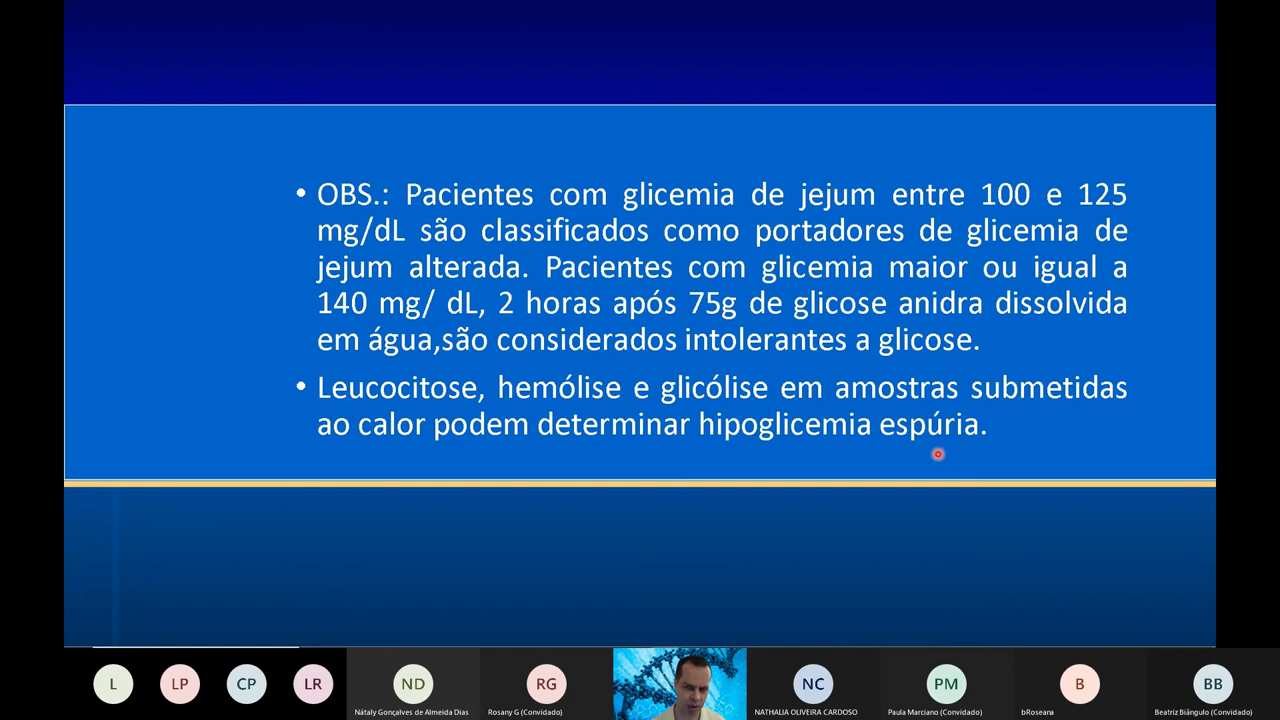 • OBS.: Pacientes com glicemia de jejum entre 100 e 125
mg/dL são classificados como portadores de glicemia de
jejum alterada. Pacientes com glicemia maior ou igual a
140 mg/ dL, 2 horas após 75g de glicose anidra dissolvida
em água,são considerados intolerantes a glicose.
• Leucocitose, hemólise e glicólise em amostras submetidas
ao calor podem determinar hipoglicemia espúria.
L
LP
CP
LR
ND
RG
NC
PM
B
BB
Nátaly Gonçalves de Almeida Dias
Rosany G (Convidado)
NATHALIA OLIVEIRA CARDOSO
Paula Marciano (Convidado)
bRoseana
Beatriz Biângulo (Convidado)